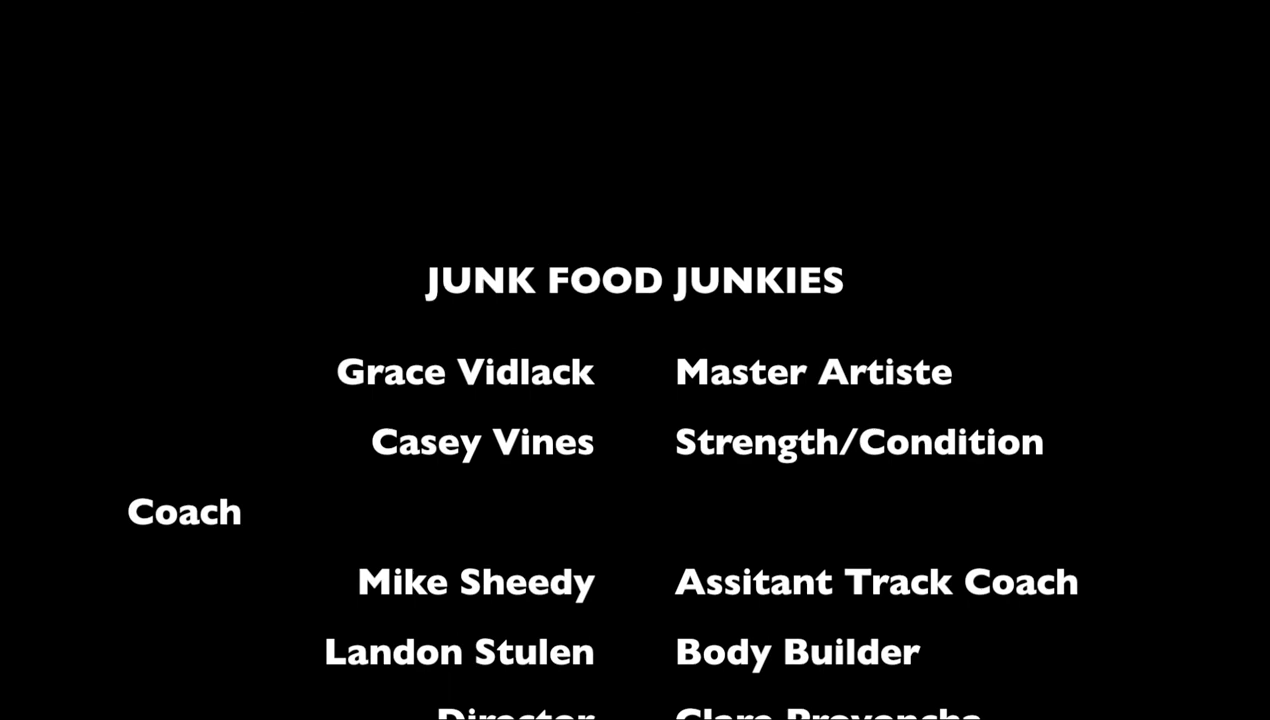 JUNK FOOD JUNKIES
Grace Vidlack Master Artiste
Casey Vines Strength/Condition
Coach
Mike Sheedy Assitant Track Coach
Landon Stulen Body Builder
Director Clare Provencha